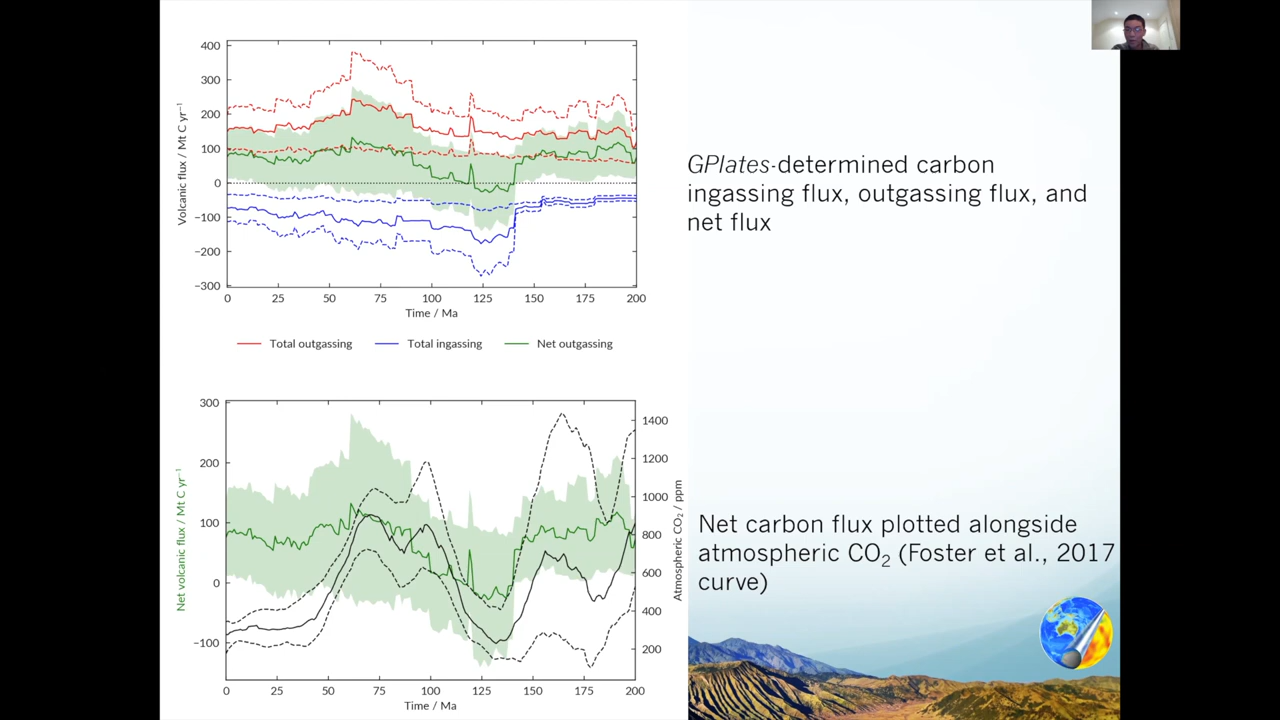 400
300
200
100
0
−100
−200
−300
Volcanic flux / Mt C yr⁻¹
0 25 50 75 100 125 150 175 200
Time / Ma
Total outgassing Total ingassing Net outgassing
GPlates-determined carbon
ingassing flux, outgassing flux, and
net flux
300
200
100
0
−100
Net volcanic flux / Mt C yr⁻¹
1400
1200
1000
800
600
400
200
Atmospheric CO₂ / ppm
0 25 50 75 100 125 150 175 200
Time / Ma
Net carbon flux plotted alongside
atmospheric CO₂ (Foster et al., 2017
curve)